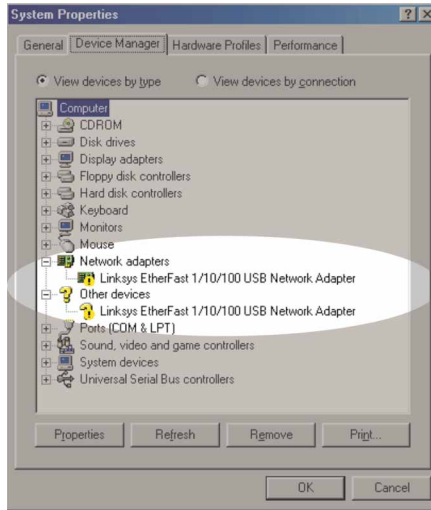 System Properties
General Device Manager Hardware Profiles Performance
View devices by type View devices by connection
Computer
CDROM
Disk drives
Display adapters
Floppy disk controllers
Hard disk controllers
Keyboard
Monitors
Mouse
Network adapters
Linksys EtherFast 1/10/100 USB Network Adapter
Other devices
Linksys EtherFast 1/10/100 USB Network Adapter
Ports (COM & LPT)
Sound, video and game controllers
System devices
Universal Serial Bus controllers
Properties Refresh Remove Print...
OK Cancel